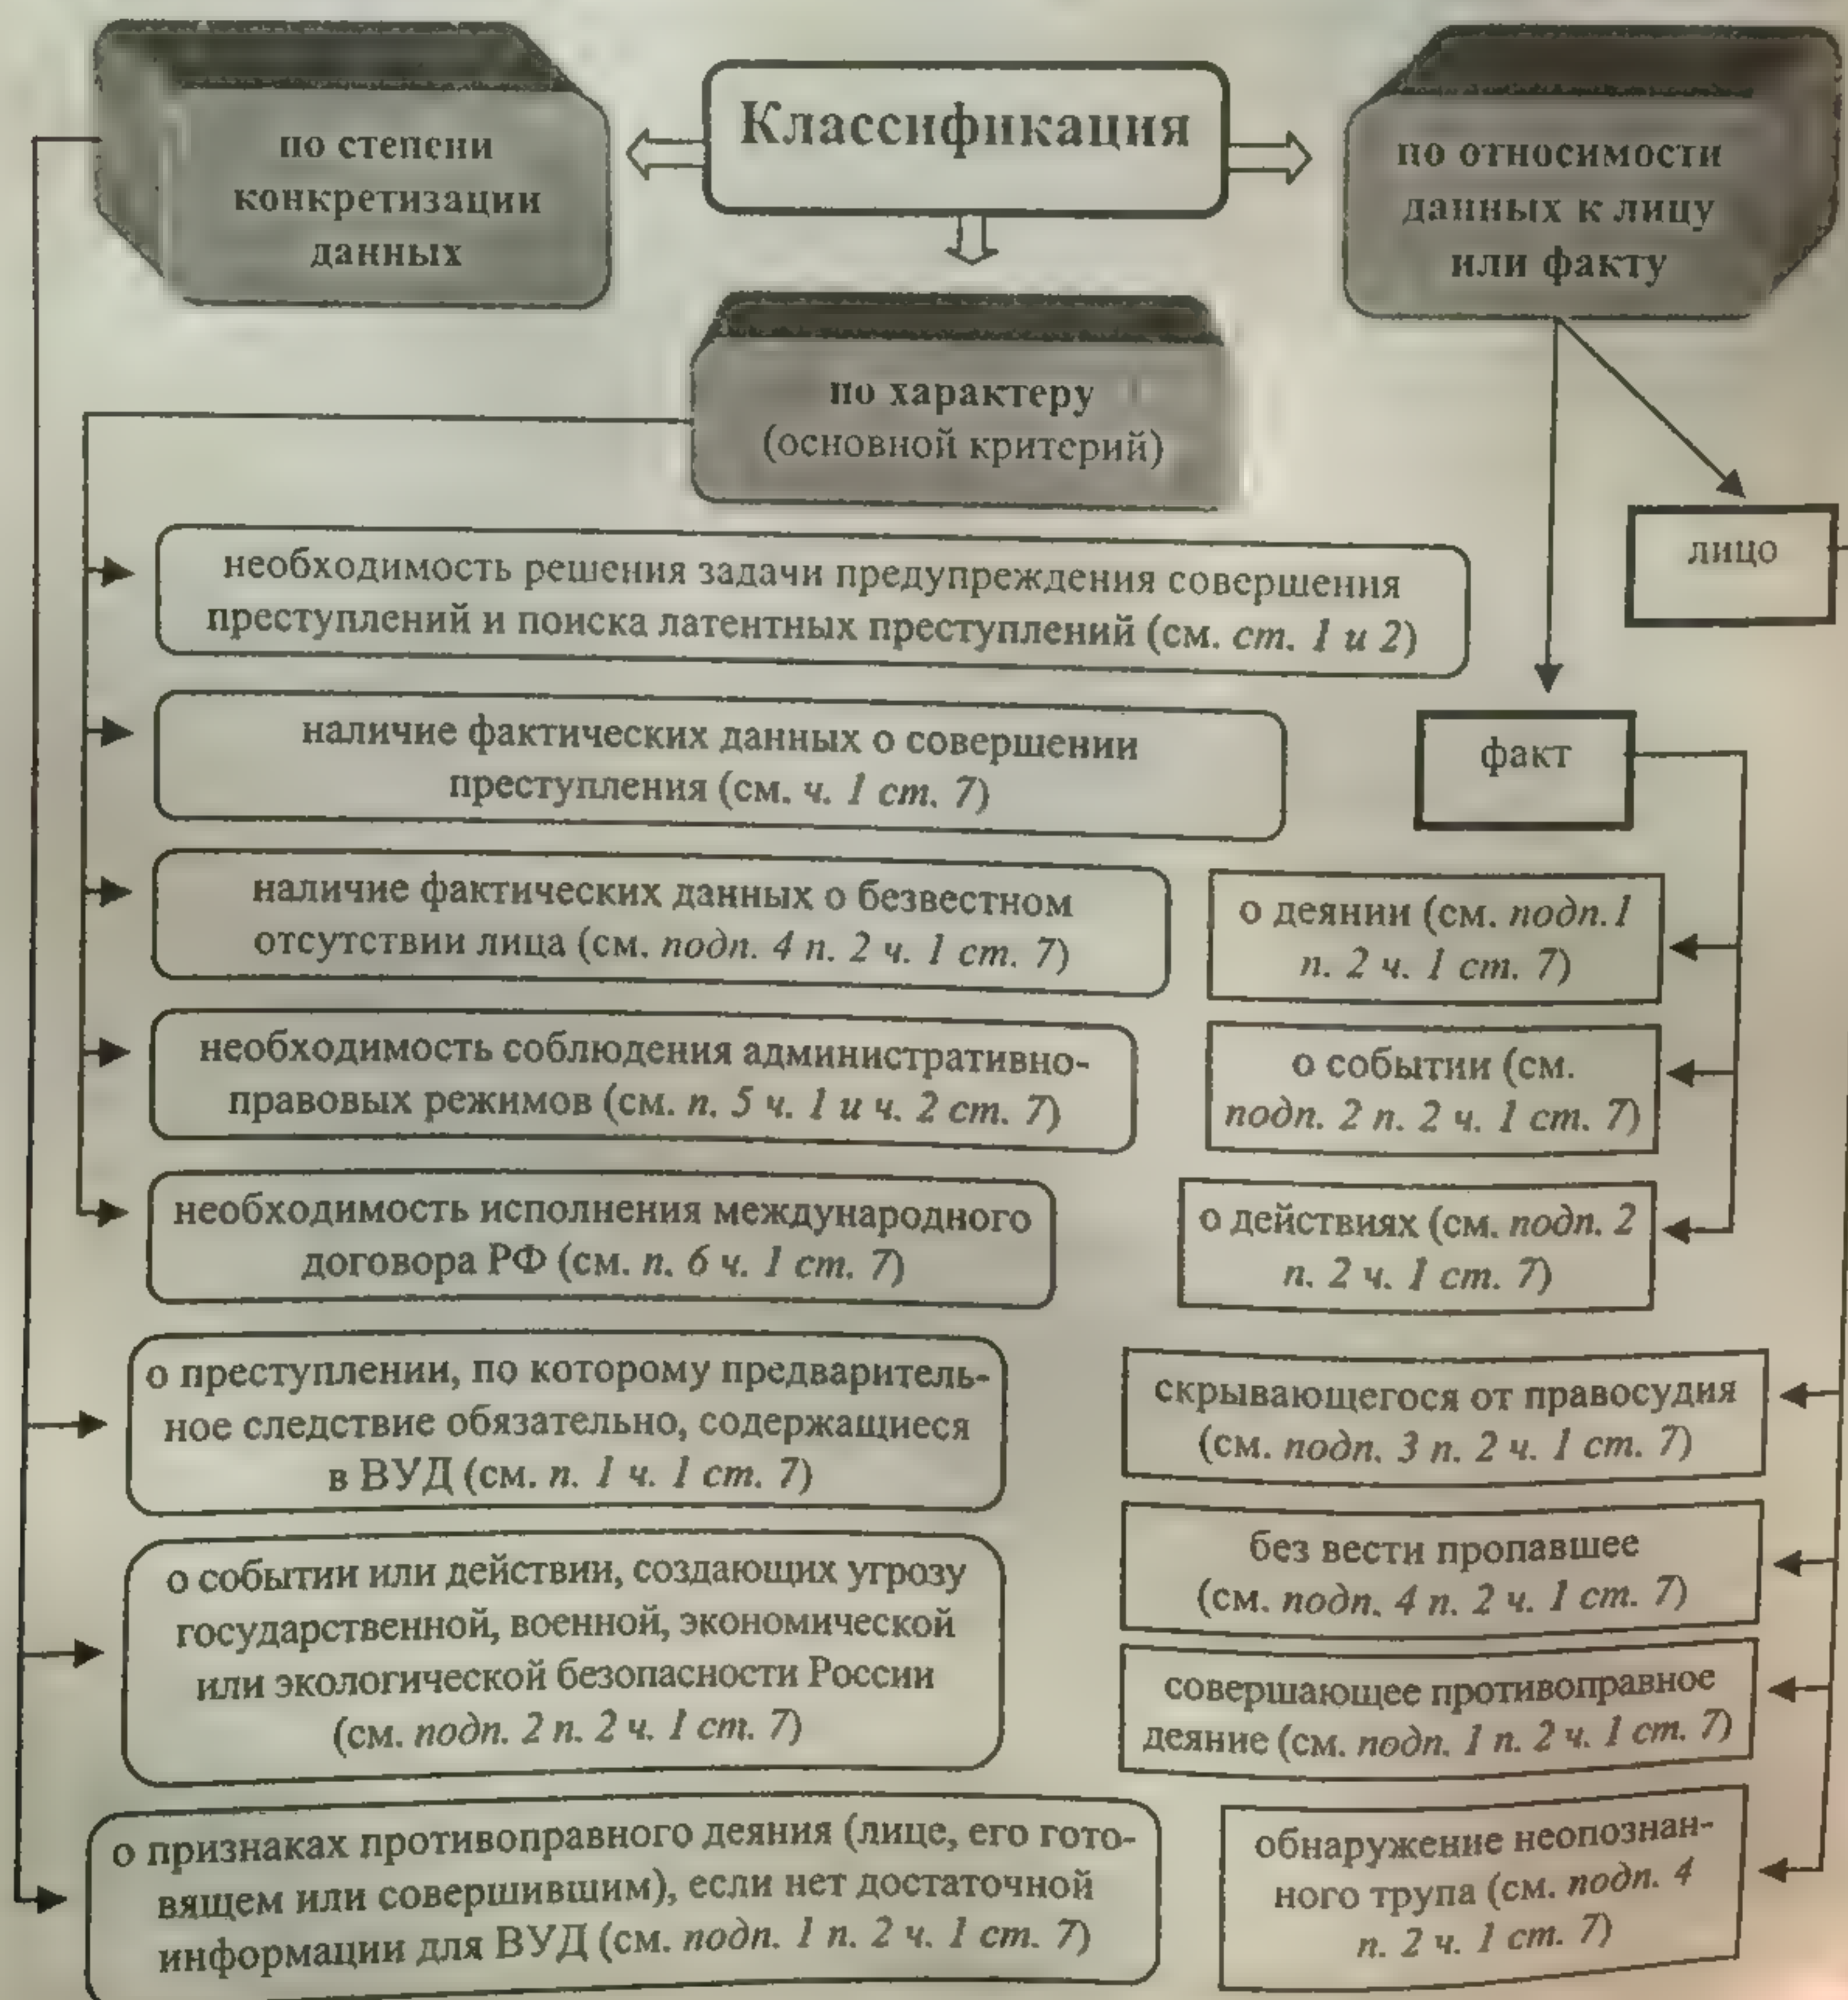 Классификация
по степени
конкретизации
данных
по характеру
(основной критерий)
по относимости
данных к лицу
или факту
необходимость решения задачи предупреждения совершения
преступлений и поиска латентных преступлений (см. ст. 1 и 2)
наличие фактических данных о совершении
преступления (см. ч. 1 ст. 7)
наличие фактических данных о безвестном
отсутствии лица (см. подп. 4 п. 2 ч. 1 ст. 7)
необходимость соблюдения административно-
правовых режимов (см. п. 5 ч. 1 и ч. 2 ст. 7)
необходимость исполнения международного
договора РФ (см. п. 6 ч. 1 ст. 7)
о преступлении, по которому предваритель-
ное следствие обязательно, содержащиеся
в ВУД (см. п. 1 ч. 1 ст. 7)
о событии или действии, создающих угрозу
государственной, военной, экономической
или экологической безопасности России
(см. подп. 2 п. 2 ч. 1 ст. 7)
о признаках противоправного деяния (лице, его гото-
вящем или совершившим), если нет достаточной
информации для ВУД (см. подп. 1 п. 2 ч. 1 ст. 7)
лицо
факт
о деянии (см. подп.1
п. 2 ч. 1 ст. 7)
о событии (см.
подп. 2 п. 2 ч. 1 ст. 7)
о действиях (см. подп. 2
п. 2 ч. 1 ст. 7)
скрывающегося от правосудия
(см. подп. 3 п. 2 ч. 1 ст. 7)
без вести пропавшее
(см. подп. 4 п. 2 ч. 1 ст. 7)
совершающее противоправное
деяние (см. подп. 1 п. 2 ч. 1 ст. 7)
обнаружение неопознан-
ного трупа (см. подп. 4
п. 2 ч. 1 ст. 7)